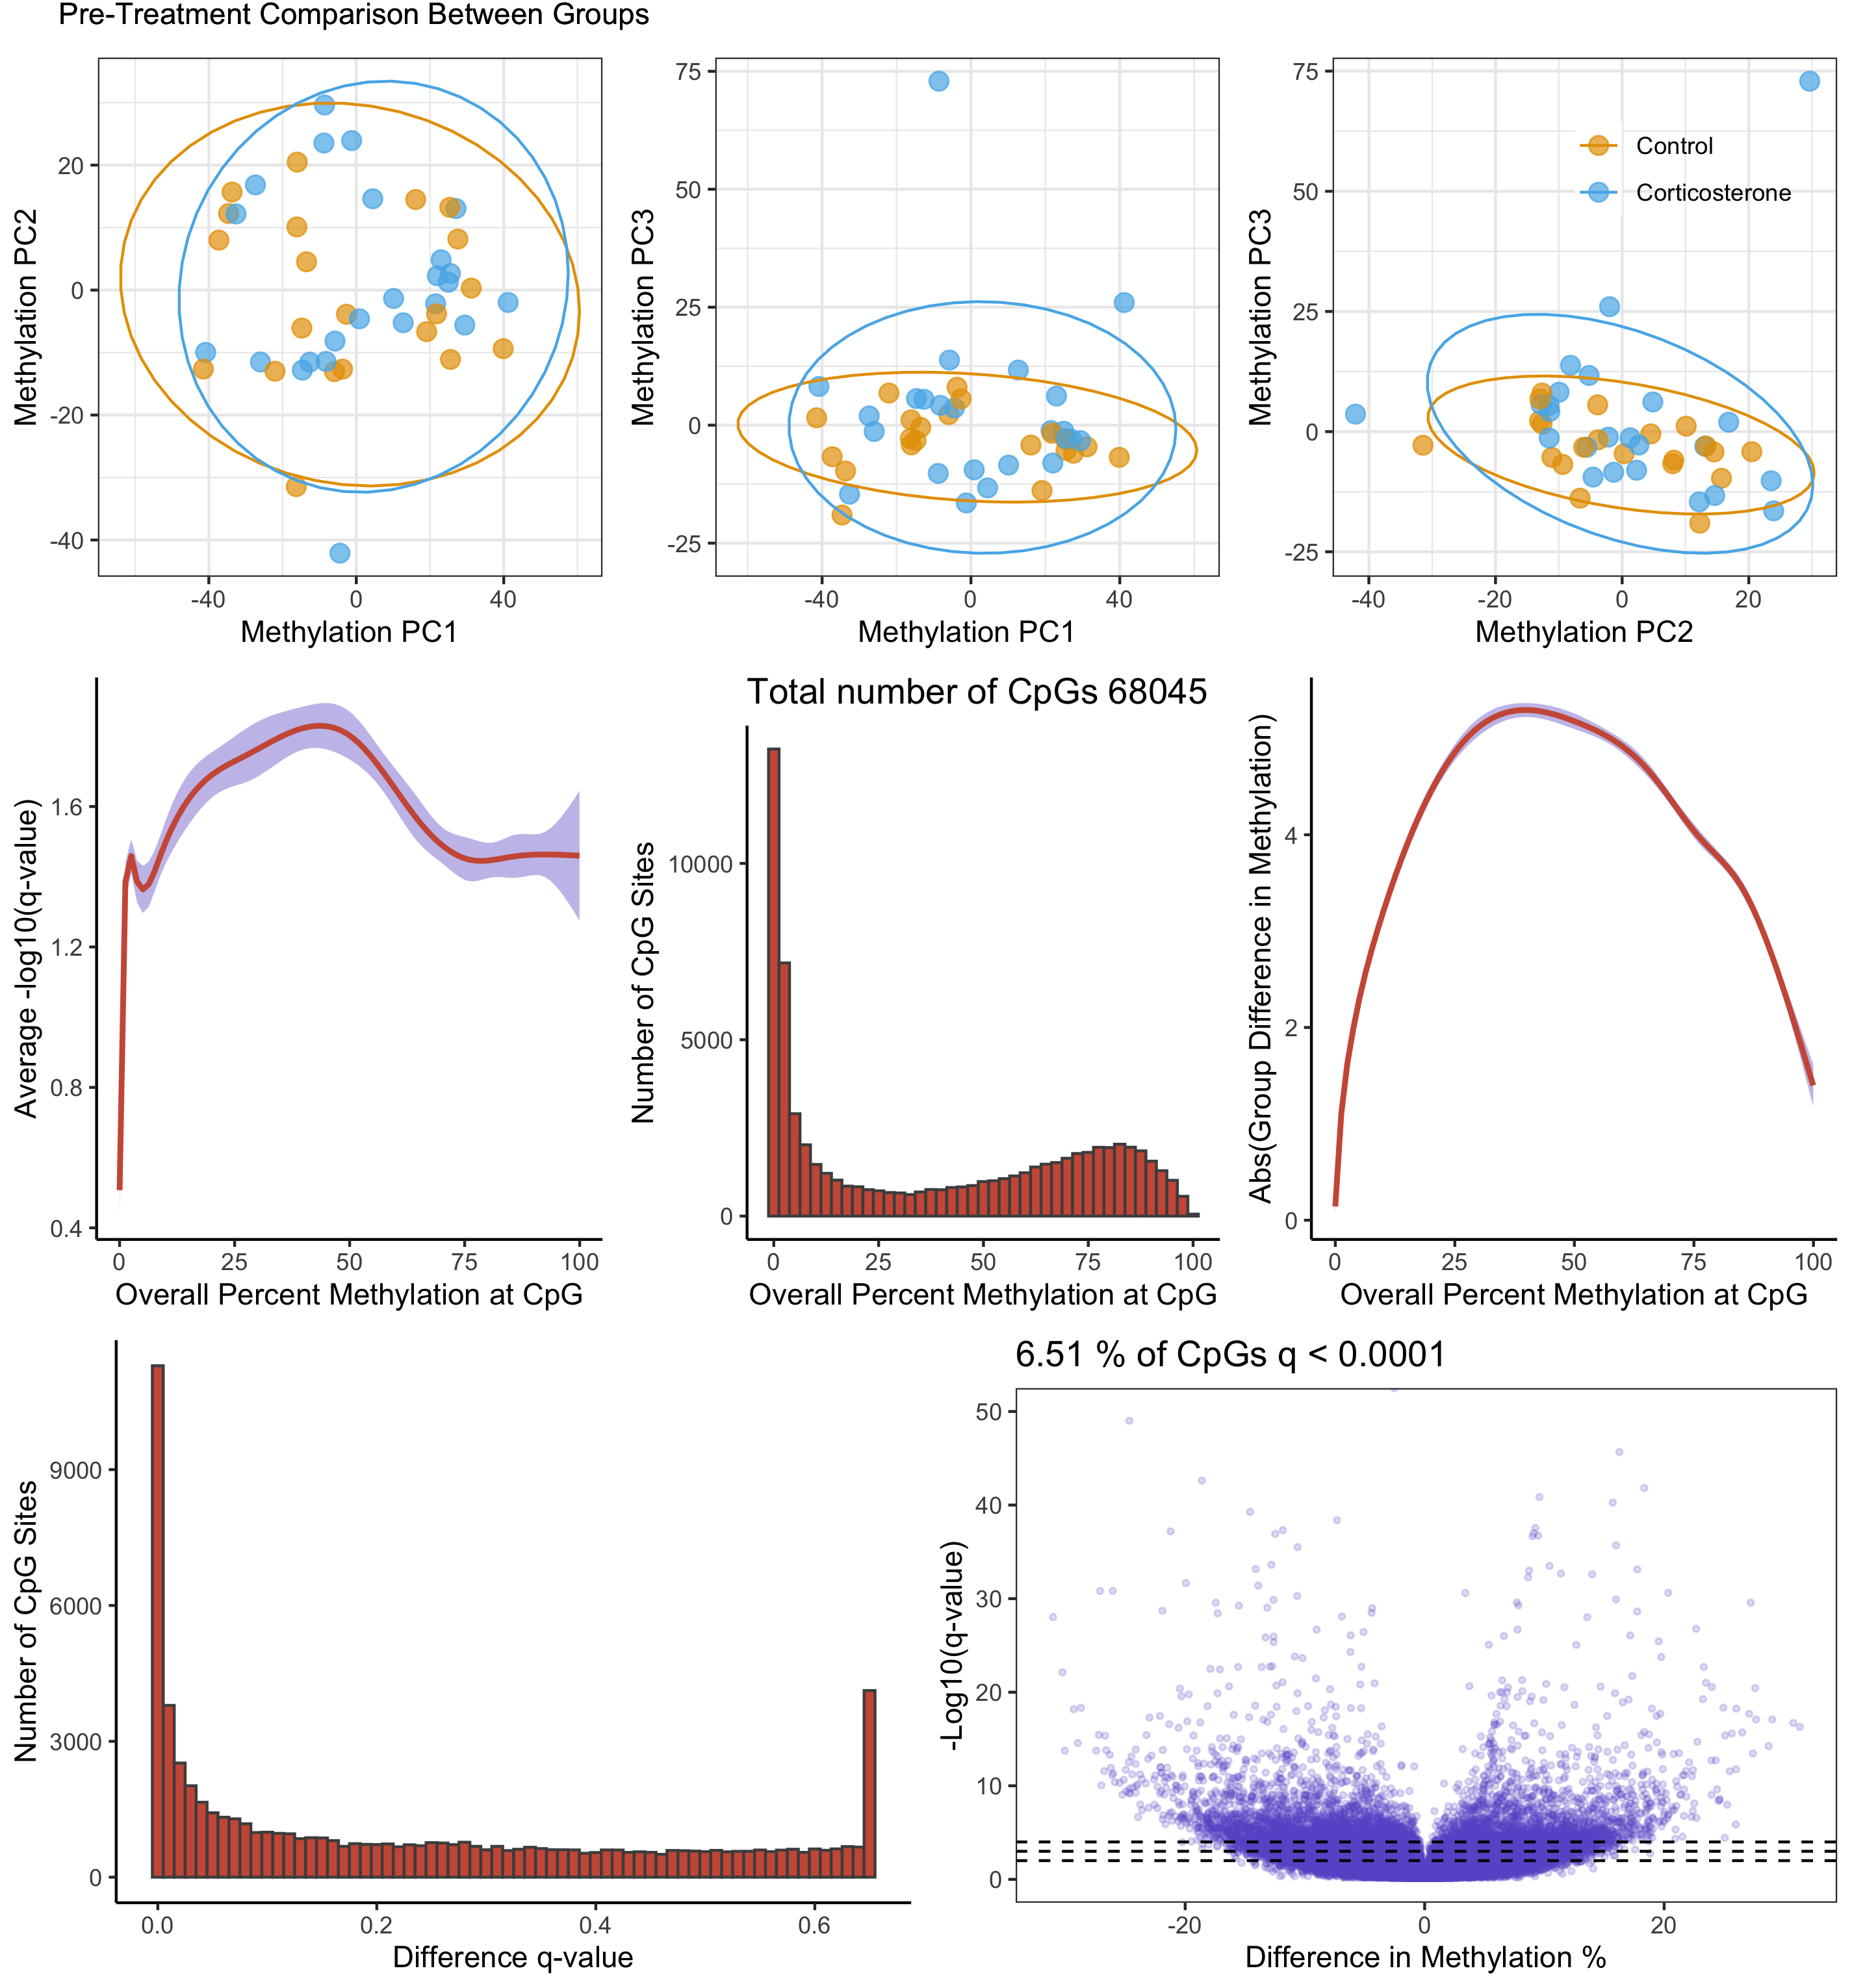 Pre-Treatment Comparison Between Groups
Methylation PC2
20
0
-20
-40
-40 0 40
Methylation PC1
Methylation PC3
75
50
25
0
-25
-40 0 40
Methylation PC1
Methylation PC3
75
50
25
0
-25
Control
Corticosterone
-40 -20 0 20
Methylation PC2
Average -log10(q-value)
1.6
1.2
0.8
0.4
0 25 50 75 100
Overall Percent Methylation at CpG
Total number of CpGs 68045
Number of CpG Sites
10000
5000
0
0 25 50 75 100
Overall Percent Methylation at CpG
Abs(Group Difference in Methylation)
4
2
0
0 25 50 75 100
Overall Percent Methylation at CpG
Number of CpG Sites
9000
6000
3000
0
0.0 0.2 0.4 0.6
Difference q-value
6.51 % of CpGs q < 0.0001
-Log10(q-value)
50
40
30
20
10
0
-20 0 20
Difference in Methylation %